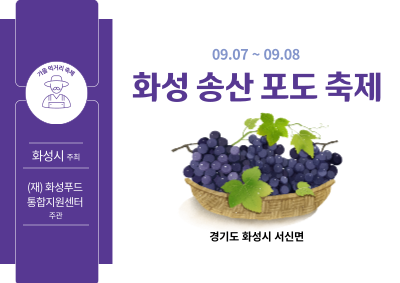 가을 먹거리 축제
화성시 주최
(재) 화성푸드
통합지원센터
주관
09.07 ~ 09.08
화성 송산 포도 축제
경기도 화성시 서신면